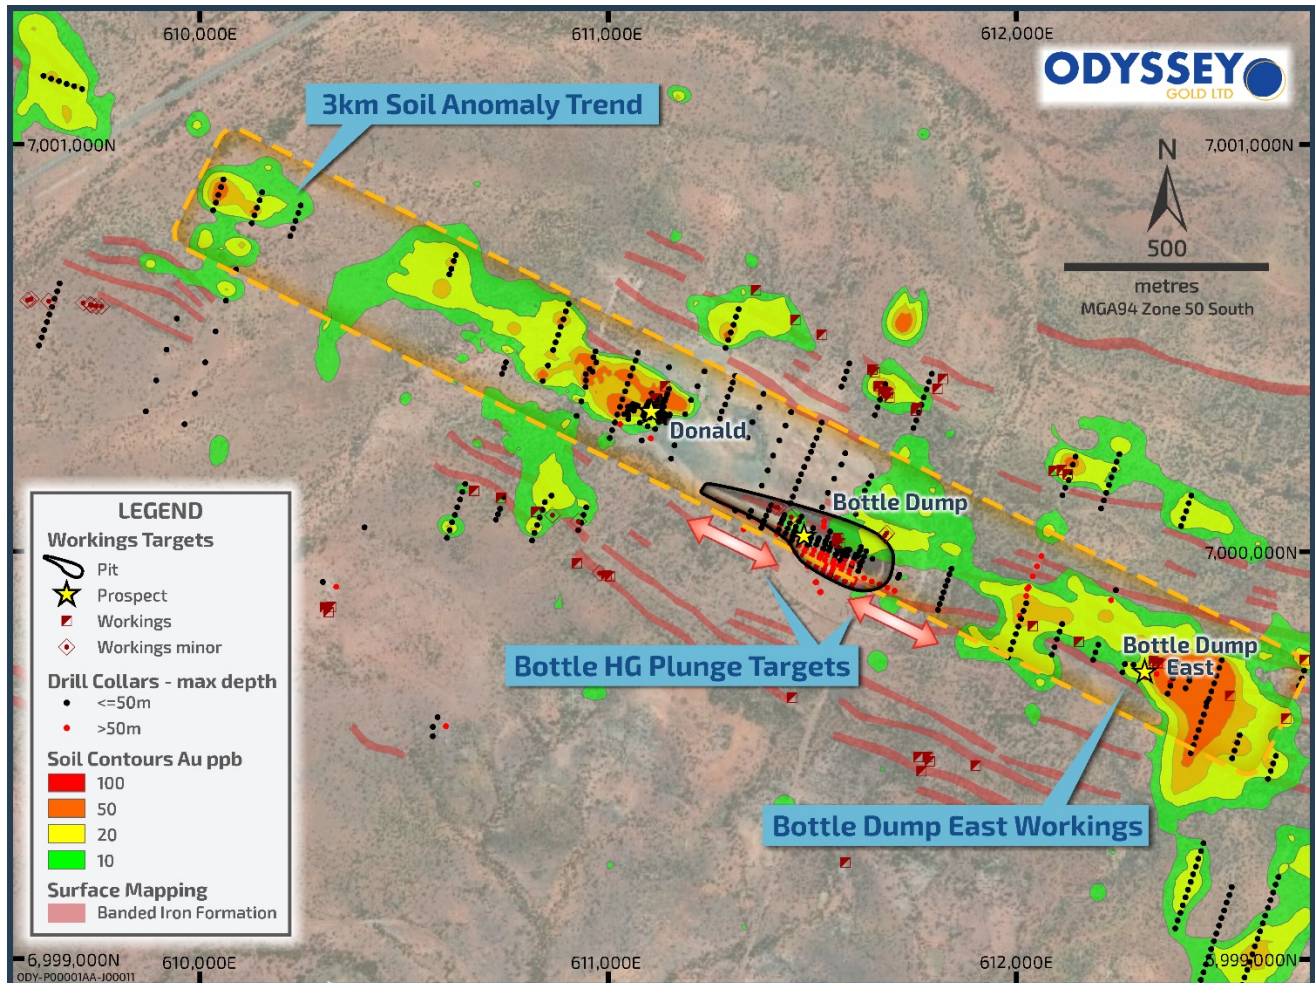 610,000E
611,000E
612,000E
ODYSSEY
GOLD LTD
3km Soil Anomaly Trend
7,001,000N
7,001,000N
N
500
metres
MGA94 Zone 50 South
Donald
Bottle Dump
7,000,000N
Bottle HG Plunge Targets
Bottle Dump
East
Bottle Dump East Workings
LEGEND
Workings Targets
Pit
Prospect
Workings
Workings minor
Drill Collars - max depth
<=50m
>50m
Soil Contours Au ppb
100
50
20
10
Surface Mapping
Banded Iron Formation
6,999,000N
6,999,000N
610,000E
611,000E
612,000E
ODY-P00001AA-J00011